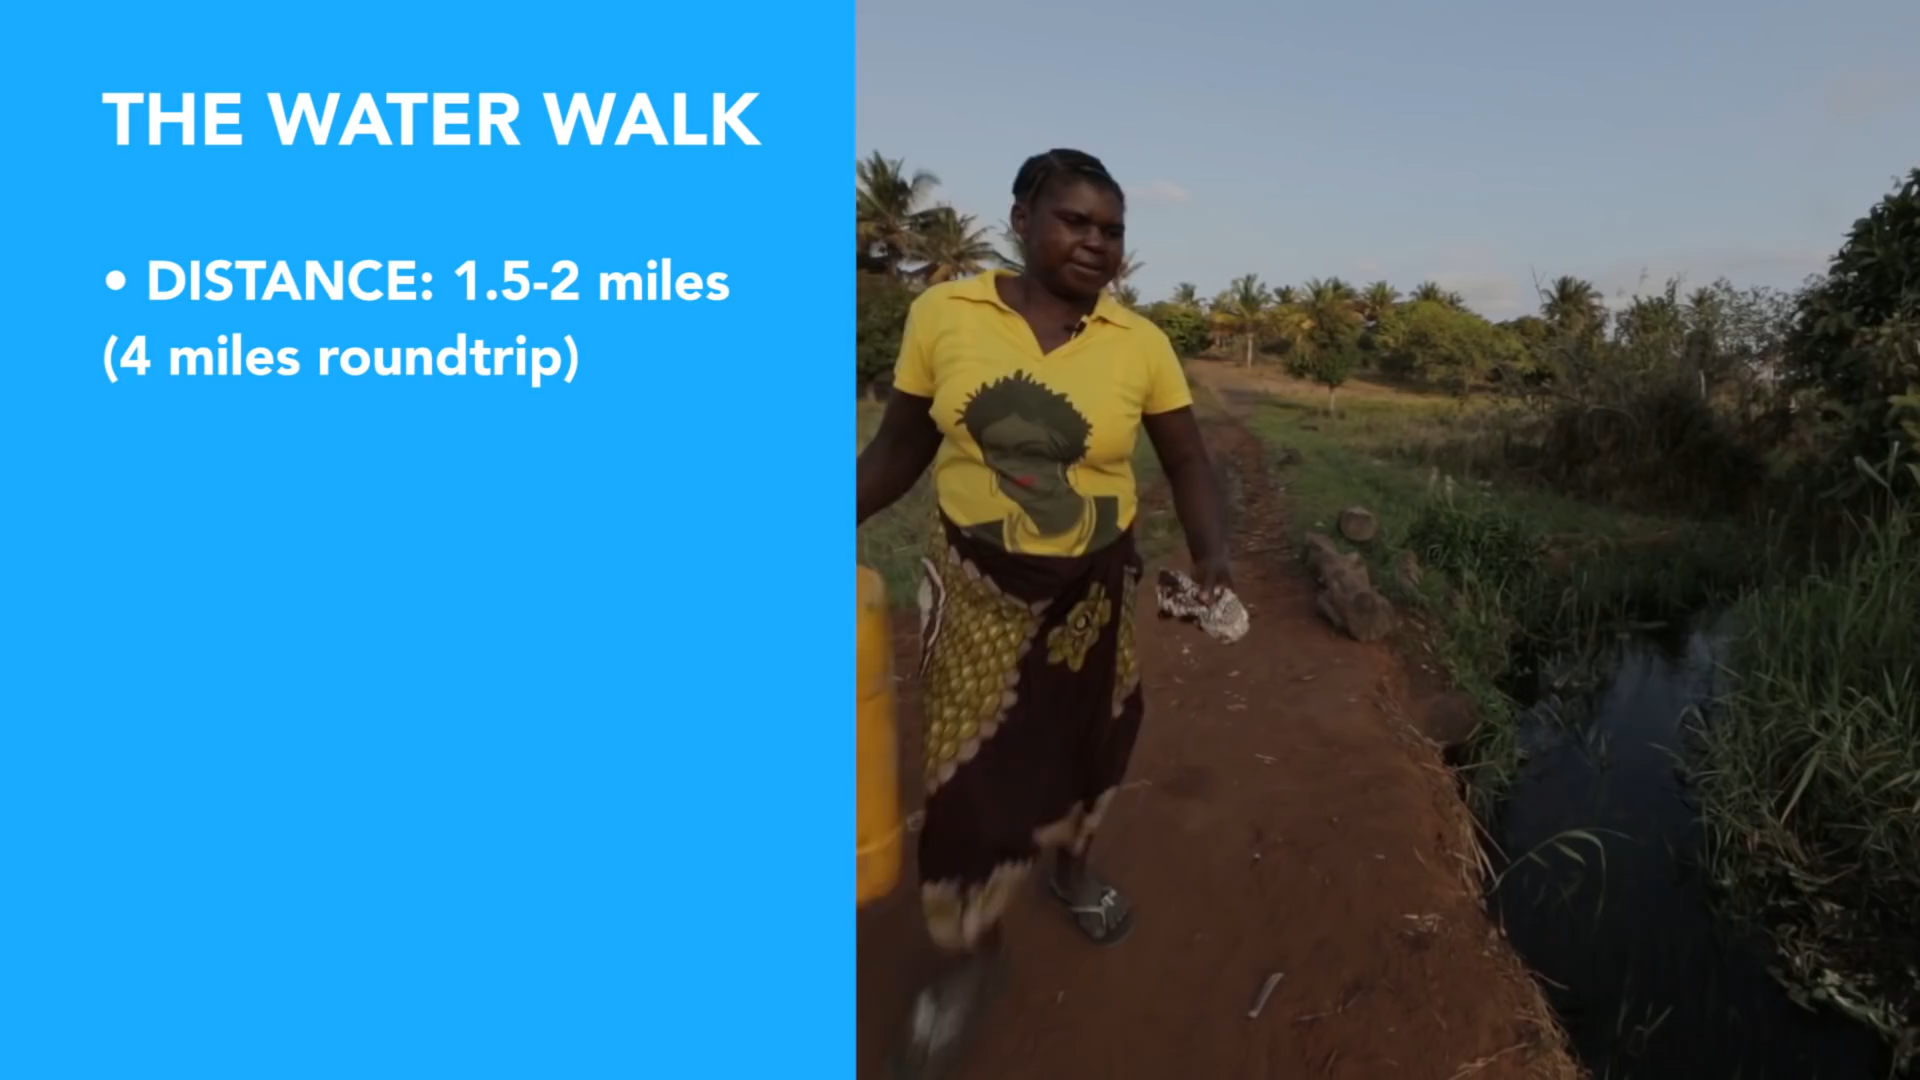 THE WATER WALK
• DISTANCE: 1.5-2 miles
(4 miles roundtrip)